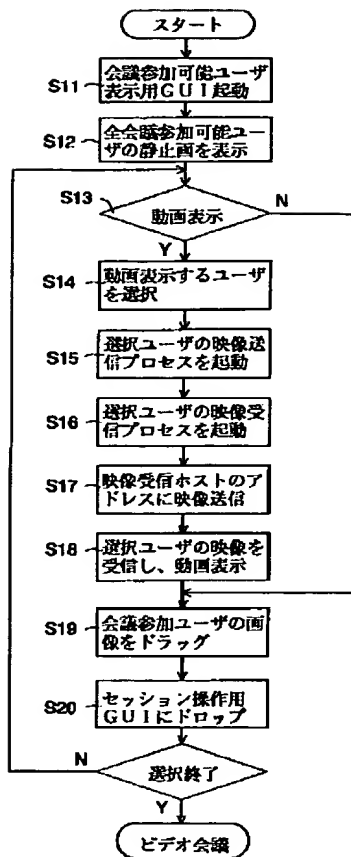 スタート
S11
会議参加可能ユーザ
表示用GUI起動
S12
全会議参加可能ユー
ザの静止画を表示
S13
動画表示
N
Y
S14
動画表示するユーザ
を選択
S15
選択ユーザの映像送
信プロセスを起動
S16
選択ユーザの映像受
信プロセスを起動
S17
映像受信ホストのア
ドレスに映像送信
S18
選択ユーザの映像を
受信し、動画表示
S19
会議参加ユーザの画
像をドラッグ
S20
セッション操作用
GUIにドロップ
N
選択終了
Y
ビデオ会議